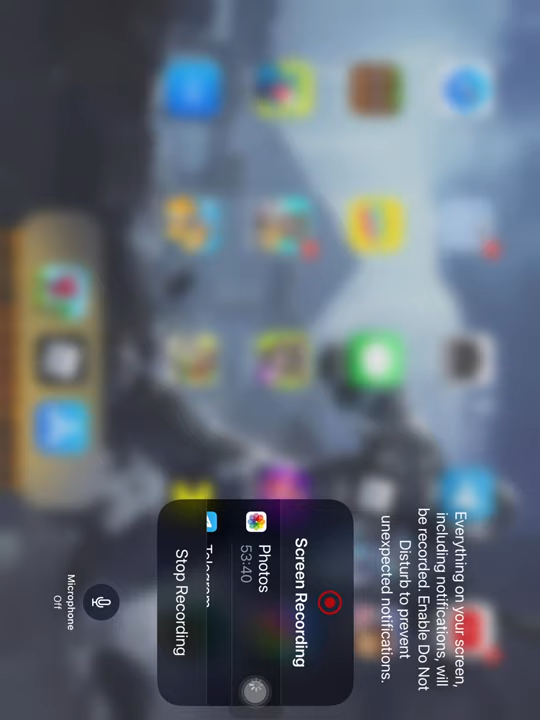 Everything on your screen,
including notifications, will
be recorded. Enable Do Not
Disturb to prevent
unexpected notifications.
Screen Recording
Photos
53:40
Telegram
Stop Recording
Microphone
Off